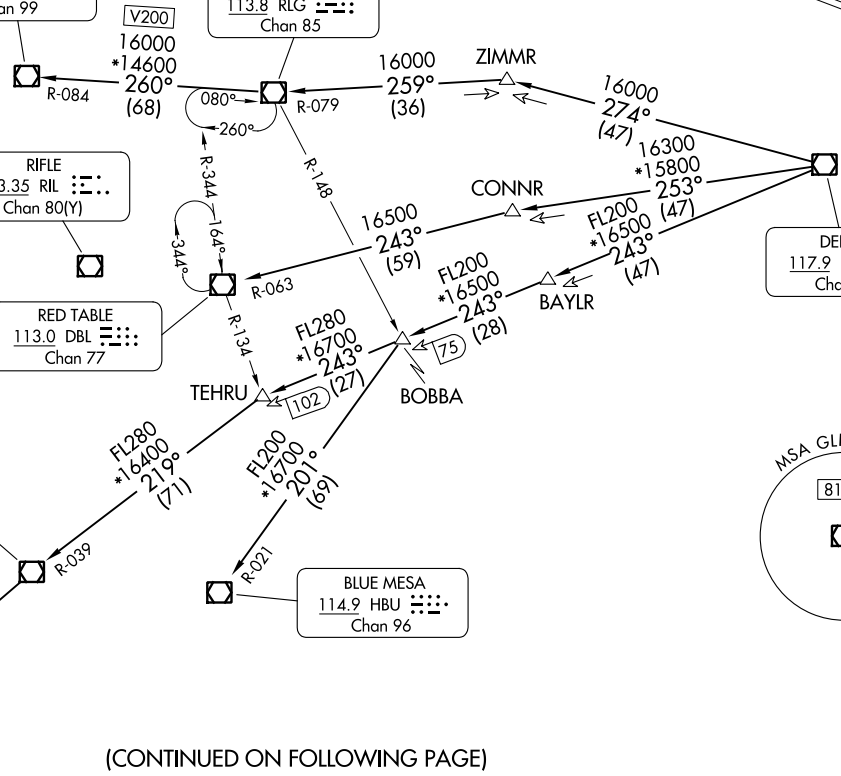 an 99
V200
113.8 RLG
Chan 85
16000
*14600
260°
(68)
R-084
080°
260°
R-079
16000
259°
(36)
ZIMMR
16000
274°
(47)
R-344
R-148
16300
*15800
253°
(47)
RIFLE
3.35 RIL
Chan 80(Y)
CONNR
16500
243°
(59)
FL200
*16500
243°
(47)
164°
344°
R-063
DE
117.9
Cha
RED TABLE
113.0 DBL
Chan 77
R-134
FL200
*16500
243°
(28)
BAYLR
75
FL280
*16700
243°
(27)
BOBBA
TEHRU
102
FL280
*16400
219°
(71)
FL200
*16700
201°
(69)
MSA GL
81
R-039
R-021
BLUE MESA
114.9 HBU
Chan 96
(CONTINUED ON FOLLOWING PAGE)